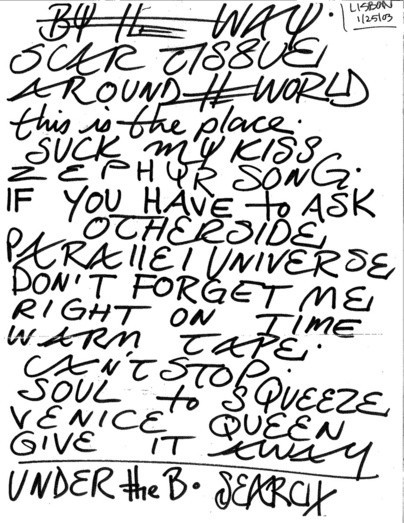 LISBON
1/25/03
BY THE WAY.
SCAR TISSUE
AROUND THE WORLD
this is the place.
SUCK MY KISS
ZEPHYR SONG.
IF YOU HAVE to ASK
OTHERSIDE
PARAllEl UNIVERSE
DON'T FORGET ME
RIGHT ON TIME
WARM TAPE.
CAN'T STOP.
SOUL to SQUEEZE
VENICE QUEEN
GIVE IT AWAY
UNDER the B. SEARCH